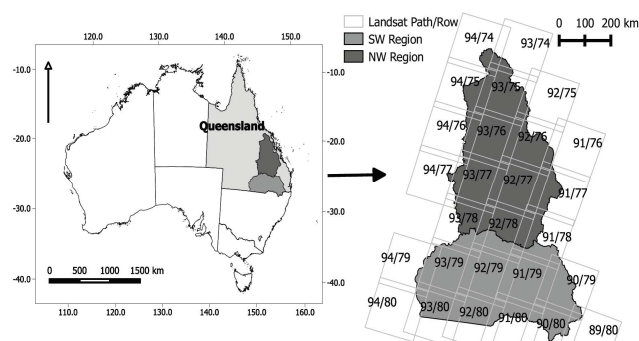 120.0 130.0 140.0 150.0
-10.0
-20.0
-30.0
-40.0
Queensland
-10.0
-20.0
-30.0
-40.0
0 500 1000 1500 km
110.0 120.0 130.0 140.0 150.0 160.0
Landsat Path/Row
SW Region
NW Region
0 100 200 km
94/74 93/74
94/75 93/75 92/75
94/76 93/76 92/76 91/76
94/77 93/77 92/77 91/77
93/78 92/78 91/78
94/79 93/79 92/79 91/79 90/79
94/80 93/80 92/80 91/80 90/80 89/80